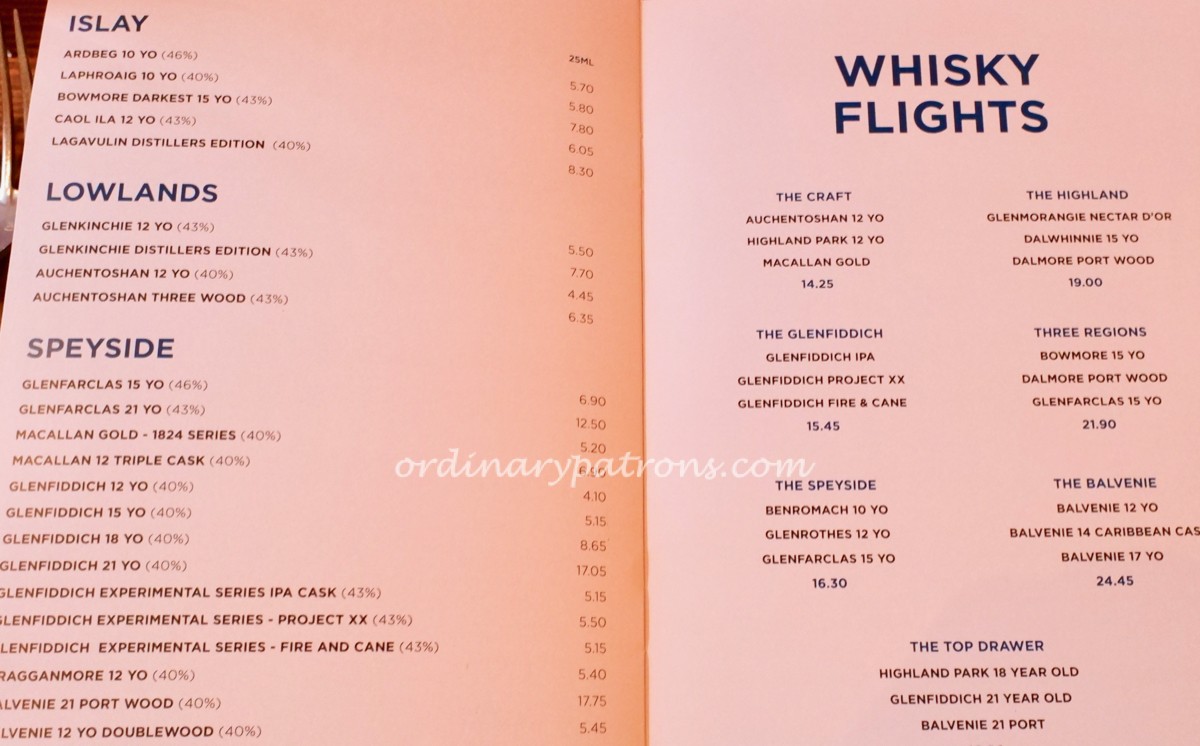 ISLAY
25ML
ARDBEG 10 YO (46%) 5.70
LAPHROAIG 10 YO (40%) 5.80
BOWMORE DARKEST 15 YO (43%) 7.80
CAOL ILA 12 YO (43%) 6.05
LAGAVULIN DISTILLERS EDITION (40%) 8.30
LOWLANDS
GLENKINCHIE 12 YO (43%) 5.50
GLENKINCHIE DISTILLERS EDITION (43%) 7.70
AUCHENTOSHAN 12 YO (40%) 4.45
AUCHENTOSHAN THREE WOOD (43%) 6.35
SPEYSIDE
GLENFARCLAS 15 YO (46%) 6.90
GLENFARCLAS 21 YO (43%) 12.50
MACALLAN GOLD - 1824 SERIES (40%) 5.20
MACALLAN 12 TRIPLE CASK (40%)
GLENFIDDICH 12 YO (40%) 4.10
GLENFIDDICH 15 YO (40%) 5.15
GLENFIDDICH 18 YO (40%) 8.65
GLENFIDDICH 21 YO (40%) 17.05
GLENFIDDICH EXPERIMENTAL SERIES IPA CASK (43%) 5.15
LENFIDDICH EXPERIMENTAL SERIES - PROJECT XX (43%) 5.50
LENFIDDICH EXPERIMENTAL SERIES - FIRE AND CANE (43%) 5.15
RAGGANMORE 12 YO (40%) 5.40
ALVENIE 21 PORT WOOD (40%) 17.75
LVENIE 12 YO DOUBLEWOOD (40%) 5.45
WHISKY
FLIGHTS
THE CRAFT
AUCHENTOSHAN 12 YO
HIGHLAND PARK 12 YO
MACALLAN GOLD
14.25
THE HIGHLAND
GLENMORANGIE NECTAR D'OR
DALWHINNIE 15 YO
DALMORE PORT WOOD
19.00
THE GLENFIDDICH
GLENFIDDICH IPA
GLENFIDDICH PROJECT XX
GLENFIDDICH FIRE & CANE
15.45
THREE REGIONS
BOWMORE 15 YO
DALMORE PORT WOOD
GLENFARCLAS 15 YO
21.90
THE SPEYSIDE
BENROMACH 10 YO
GLENROTHES 12 YO
GLENFARCLAS 15 YO
16.30
THE BALVENIE
BALVENIE 12 YO
BALVENIE 14 CARIBBEAN CAS
BALVENIE 17 YO
24.45
THE TOP DRAWER
HIGHLAND PARK 18 YEAR OLD
GLENFIDDICH 21 YEAR OLD
BALVENIE 21 PORT
ordinarypatrons.com